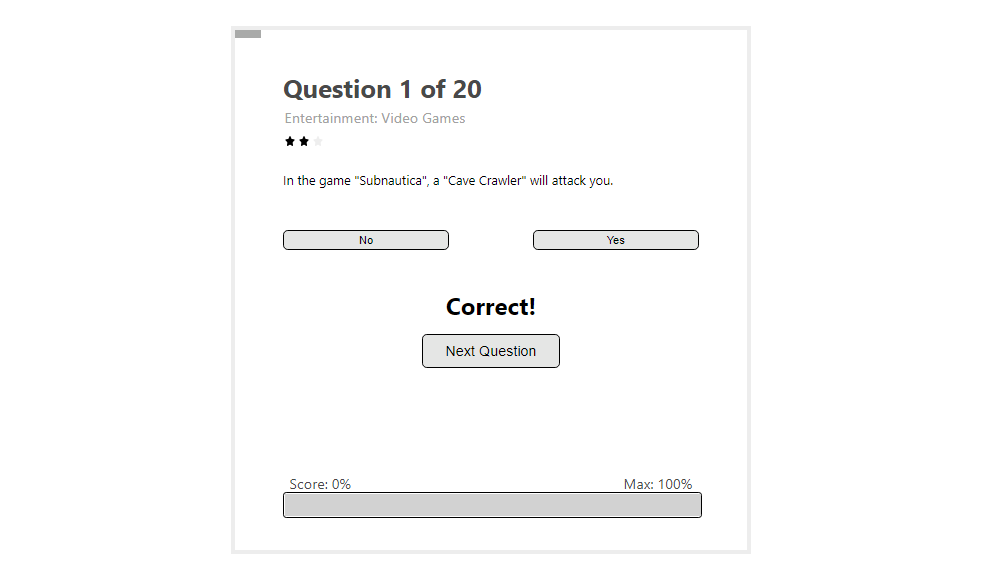 Question 1 of 20
Entertainment: Video Games
In the game "Subnautica", a "Cave Crawler" will attack you.
No Yes
Correct!
Next Question
Score: 0% Max: 100%